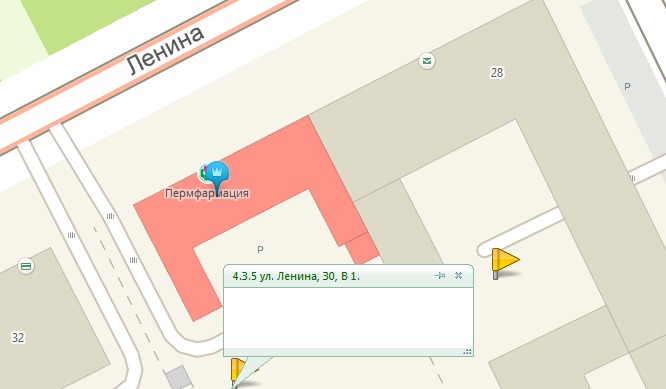 Ленина
28
P
Пермфармация
P
4.3.5 ул. Ленина, 30, В 1.
32